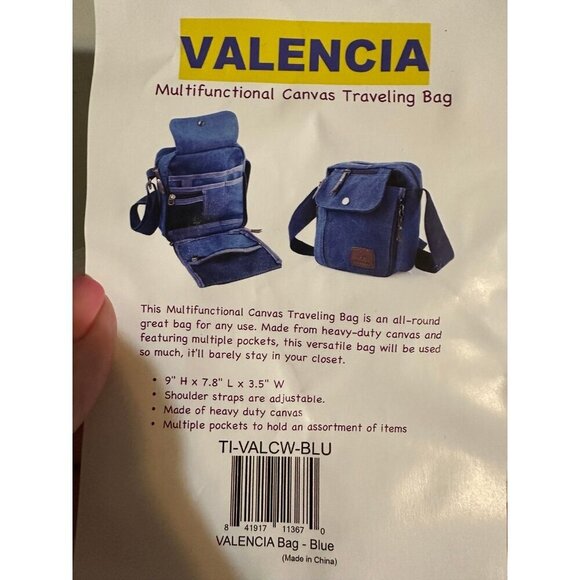 VALENCIA
Multifunctional Canvas Traveling Bag
This Multifunctional Canvas Traveling Bag is an all-round
great bag for any use. Made from heavy-duty canvas and
featuring multiple pockets, this versatile bag will be used
so much, it'll barely stay in your closet.
• 9" H x 7.8" L x 3.5" W
• Shoulder straps are adjustable.
• Made of heavy duty canvas
• Multiple pockets to hold an assortment of items
TI-VALCW-BLU
8 41917 11367 0
VALENCIA Bag - Blue
(Made in China)